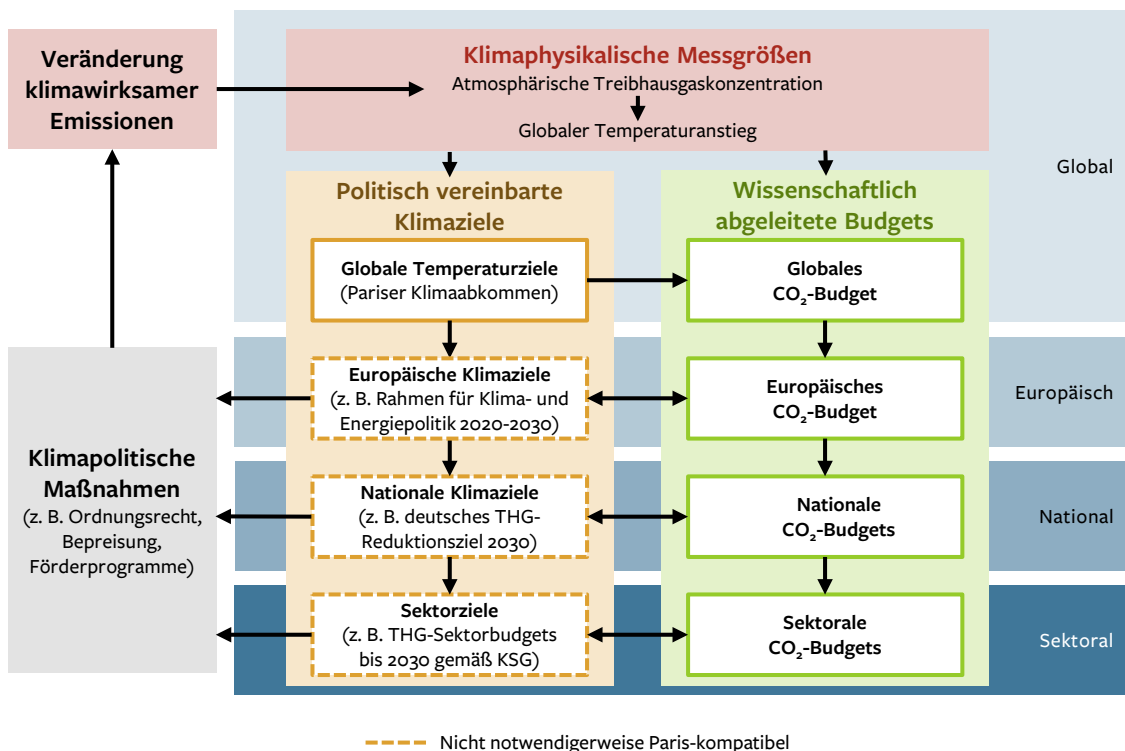 Veränderung
klimawirksamer
Emissionen
Klimaphysikalische Messgrößen
Atmosphärische Treibhausgaskonzentration
Globaler Temperaturanstieg
Global
Politisch vereinbarte
Klimaziele
Wissenschaftlich
abgeleitete Budgets
Globale Temperaturziele
(Pariser Klimaabkommen)
Globales
CO₂-Budget
Europäische Klimaziele
(z. B. Rahmen für Klima- und
Energiepolitik 2020-2030)
Europäisches
CO₂-Budget
Europäisch
Klimapolitische
Maßnahmen
(z. B. Ordnungsrecht,
Bepreisung,
Förderprogramme)
Nationale Klimaziele
(z. B. deutsches THG-
Reduktionsziel 2030)
Nationale
CO₂-Budgets
National
Sektorziele
(z. B. THG-Sektorbudgets
bis 2030 gemäß KSG)
Sektorale
CO₂-Budgets
Sektoral
Nicht notwendigerweise Paris-kompatibel